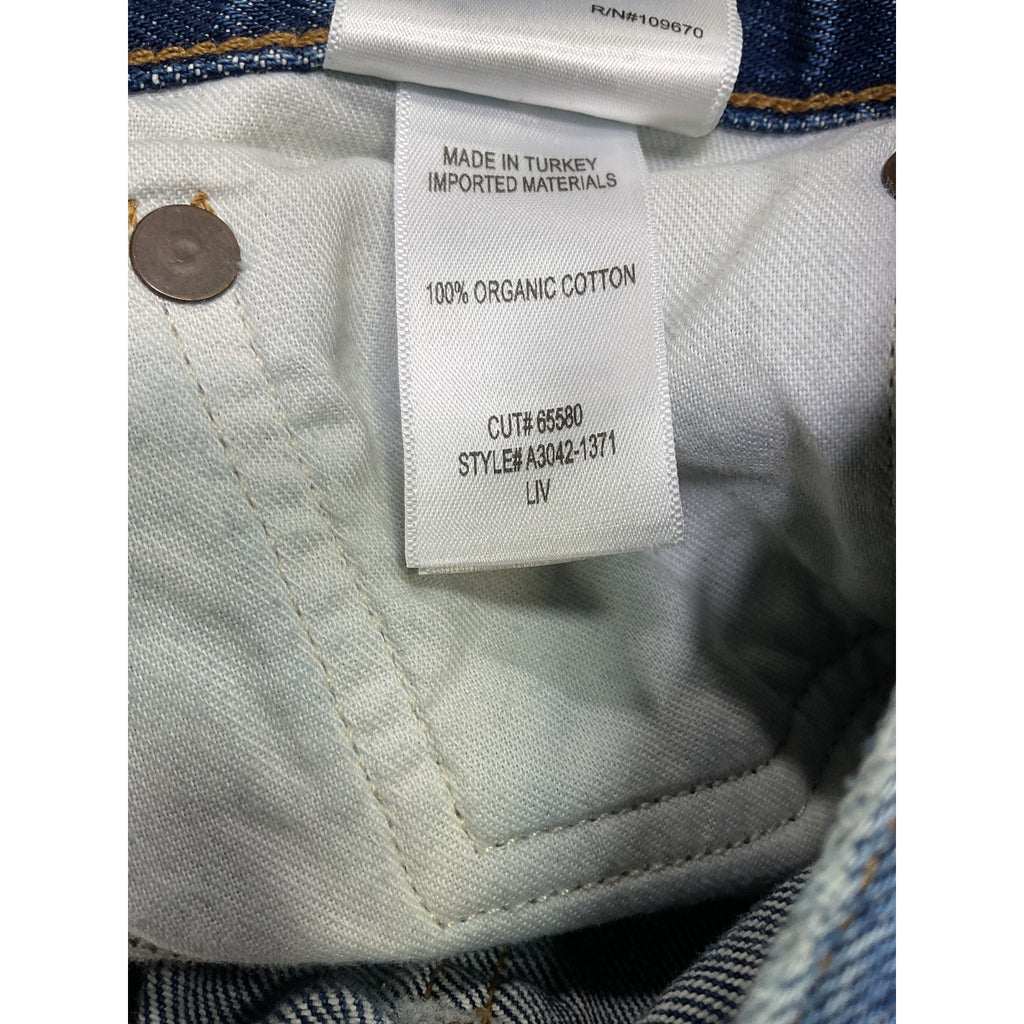 R/N#109670
MADE IN TURKEY
IMPORTED MATERIALS
100% ORGANIC COTTON
CUT# 65580
STYLE# A3042-1371
LIV